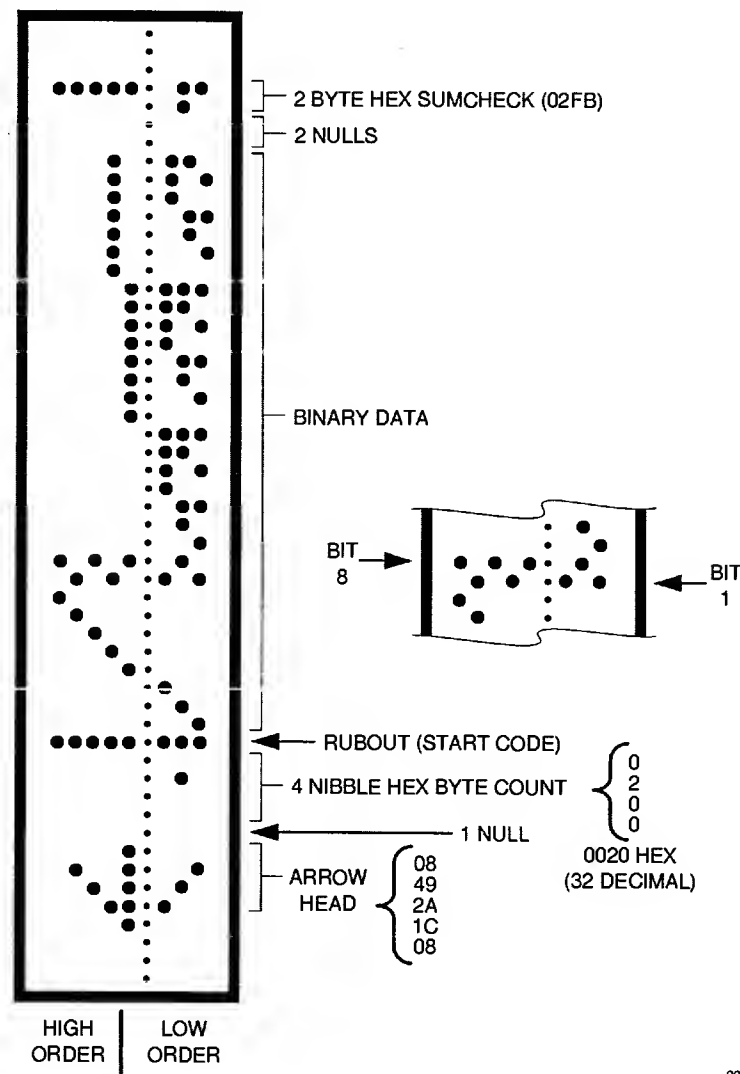 2 BYTE HEX SUMCHECK (02FB)
2 NULLS
BINARY DATA
BIT
8
BIT
1
RUBOUT (START CODE)
4 NIBBLE HEX BYTE COUNT
0
2
0
0
1 NULL
0020 HEX
(32 DECIMAL)
ARROW
HEAD
08
49
2A
1C
08
HIGH
ORDER
LOW
ORDER